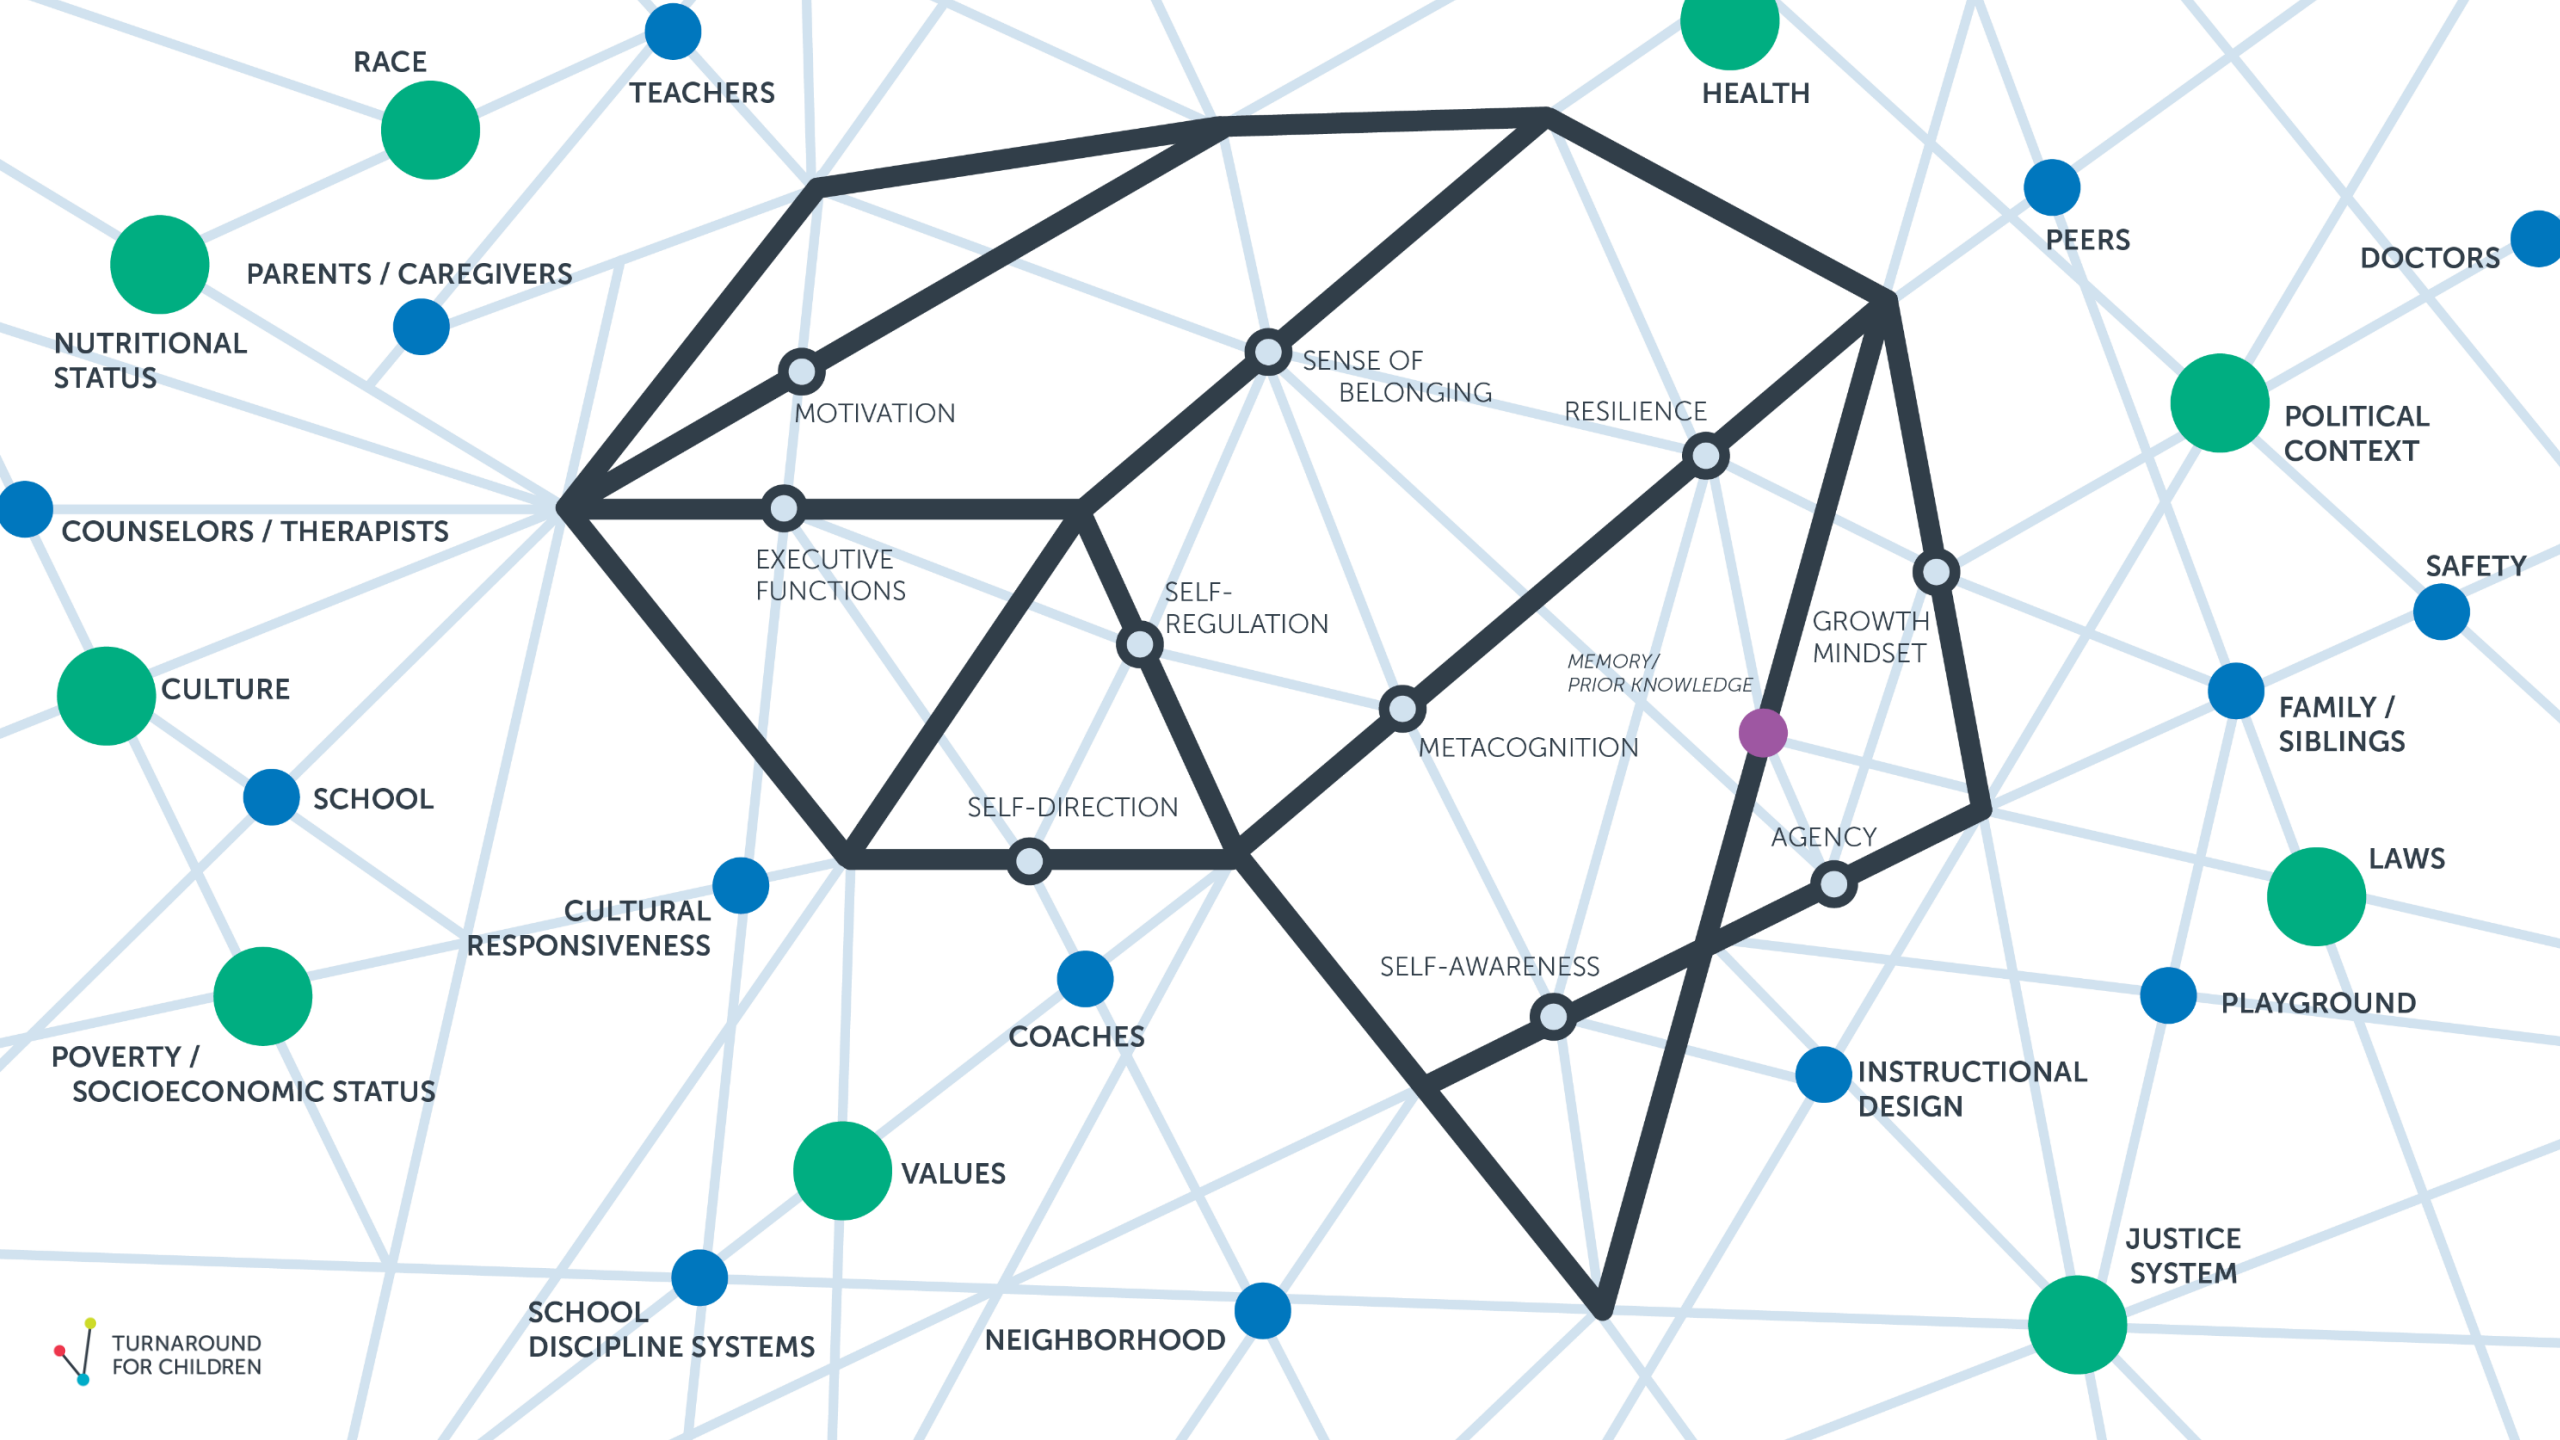 RACE
TEACHERS
HEALTH
PEERS
DOCTORS
PARENTS / CAREGIVERS
NUTRITIONAL
STATUS
MOTIVATION
SENSE OF
BELONGING
RESILIENCE
POLITICAL
CONTEXT
COUNSELORS / THERAPISTS
EXECUTIVE
FUNCTIONS
SELF-
REGULATION
SAFETY
GROWTH
MINDSET
MEMORY/
PRIOR KNOWLEDGE
CULTURE
FAMILY /
SIBLINGS
METACOGNITION
SCHOOL
SELF-DIRECTION
AGENCY
LAWS
CULTURAL
RESPONSIVENESS
SELF-AWARENESS
PLAYGROUND
COACHES
POVERTY /
SOCIOECONOMIC STATUS
INSTRUCTIONAL
DESIGN
VALUES
JUSTICE
SYSTEM
SCHOOL
DISCIPLINE SYSTEMS
NEIGHBORHOOD
TURNAROUND
FOR CHILDREN